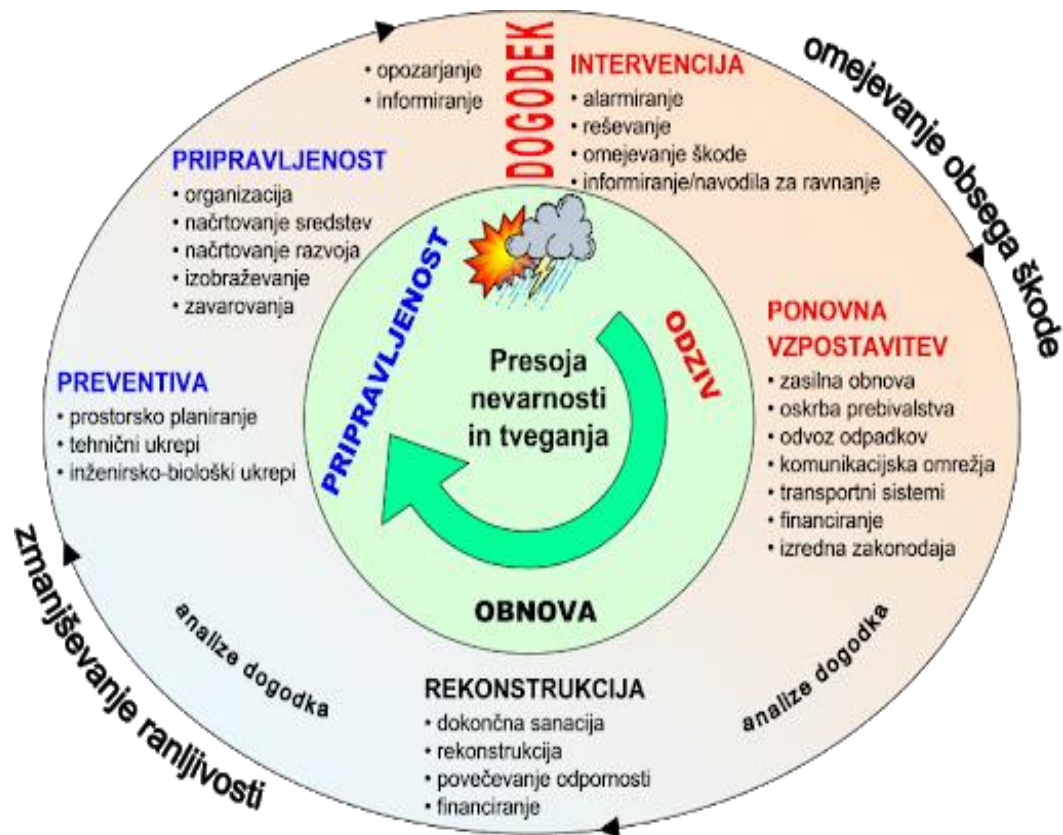 DOGODEK
• opozarjanje
• informiranje
INTERVENCIJA
• alarmiranje
• reševanje
• omejevanje škode
• informiranje/navodila za ravnanje
omejevanje obsega škode
PRIPRAVLJENOST
• organizacija
• načrtovanje sredstev
• načrtovanje razvoja
• izobraževanje
• zavarovanja
PONOVNA
VZPOSTAVITEV
• zasilna obnova
• oskrba prebivalstva
• odvoz odpadkov
• komunikacijska omrežja
• transportni sistemi
• financiranje
• izredna zakonodaja
PREVENTIVA
• prostorsko planiranje
• tehnični ukrepi
• inženirsko-biološki ukrepi
PRIPRAVLJENOST
ODZIV
Presoja
nevarnosti
in tveganja
OBNOVA
zmanjševanje ranljivosti
analize dogodka
analize dogodka
REKONSTRUKCIJA
• dokončna sanacija
• rekonstrukcija
• povečevanje odpornosti
• financiranje